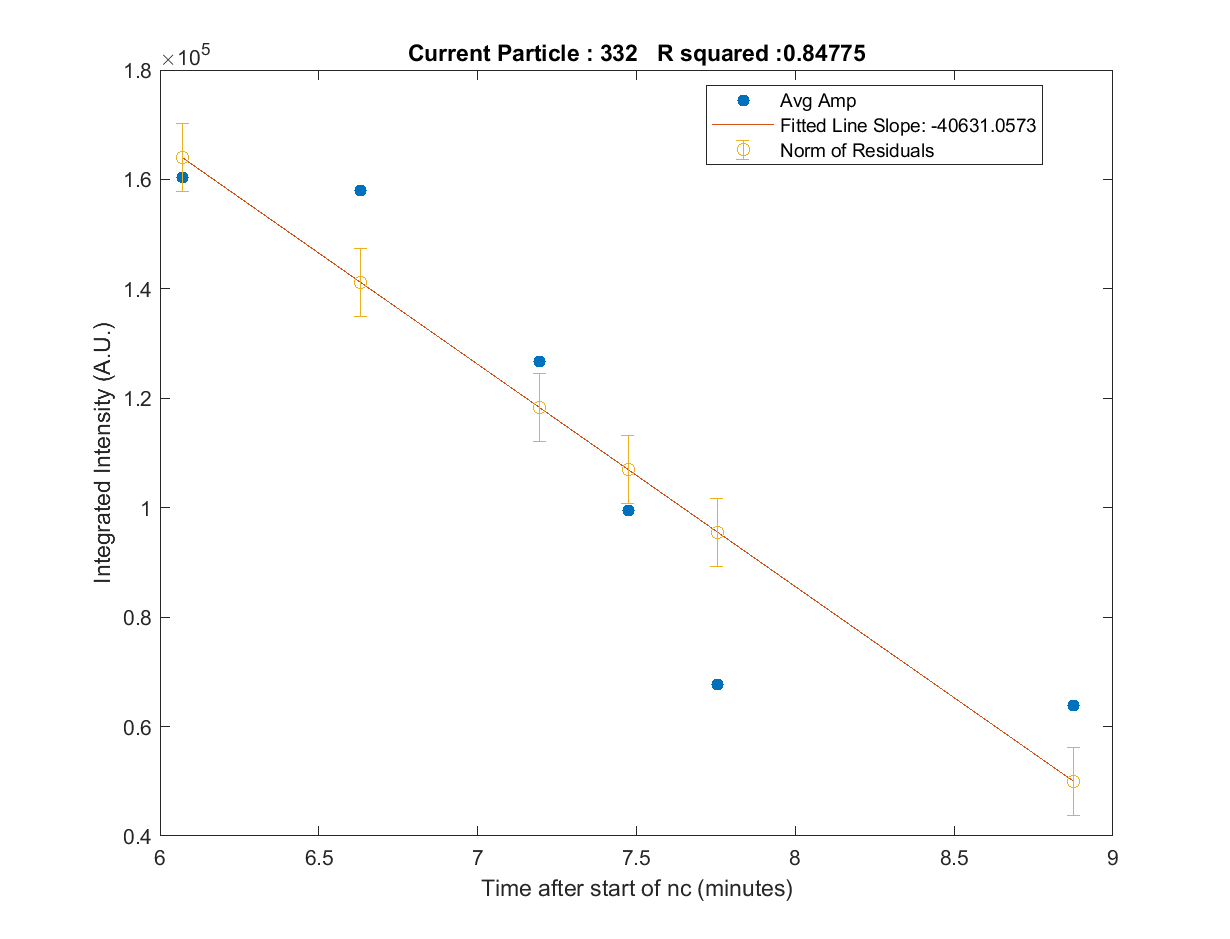 Current Particle : 332 R squared :0.84775
×10^5
1.8
1.6
1.4
1.2
1
0.8
0.6
0.4
Integrated Intensity (A.U.)
Avg Amp
Fitted Line Slope: -40631.0573
Norm of Residuals
6 6.5 7 7.5 8 8.5 9
Time after start of nc (minutes)